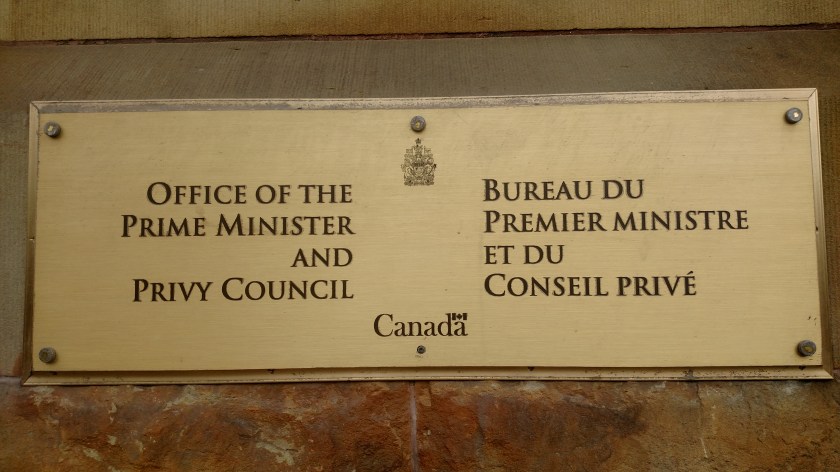 OFFICE OF THE
PRIME MINISTER
AND
PRIVY COUNCIL
BUREAU DU
PREMIER MINISTRE
ET DU
CONSEIL PRIVÉ
Canada